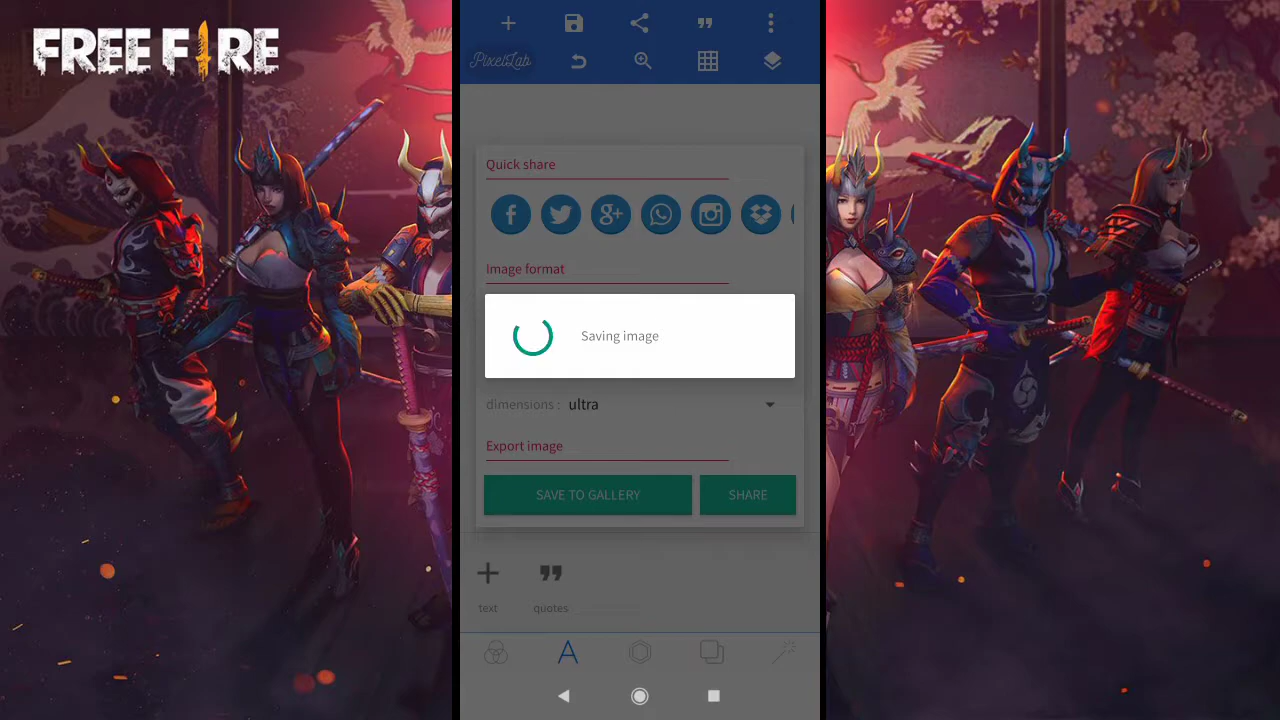 FREE FIRE
PixelLab
Quick share
Image format
Saving image
dimensions : ultra
Export image
SAVE TO GALLERY
SHARE
text
quotes